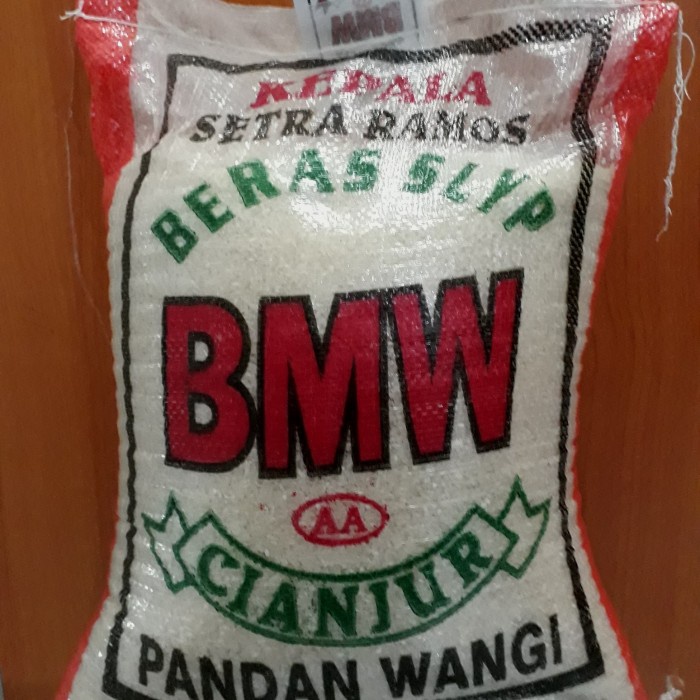 KEPALA
SETRA RAMOS
BERAS SLYP
BMW
AA
CIANJUR
PANDAN WANGI